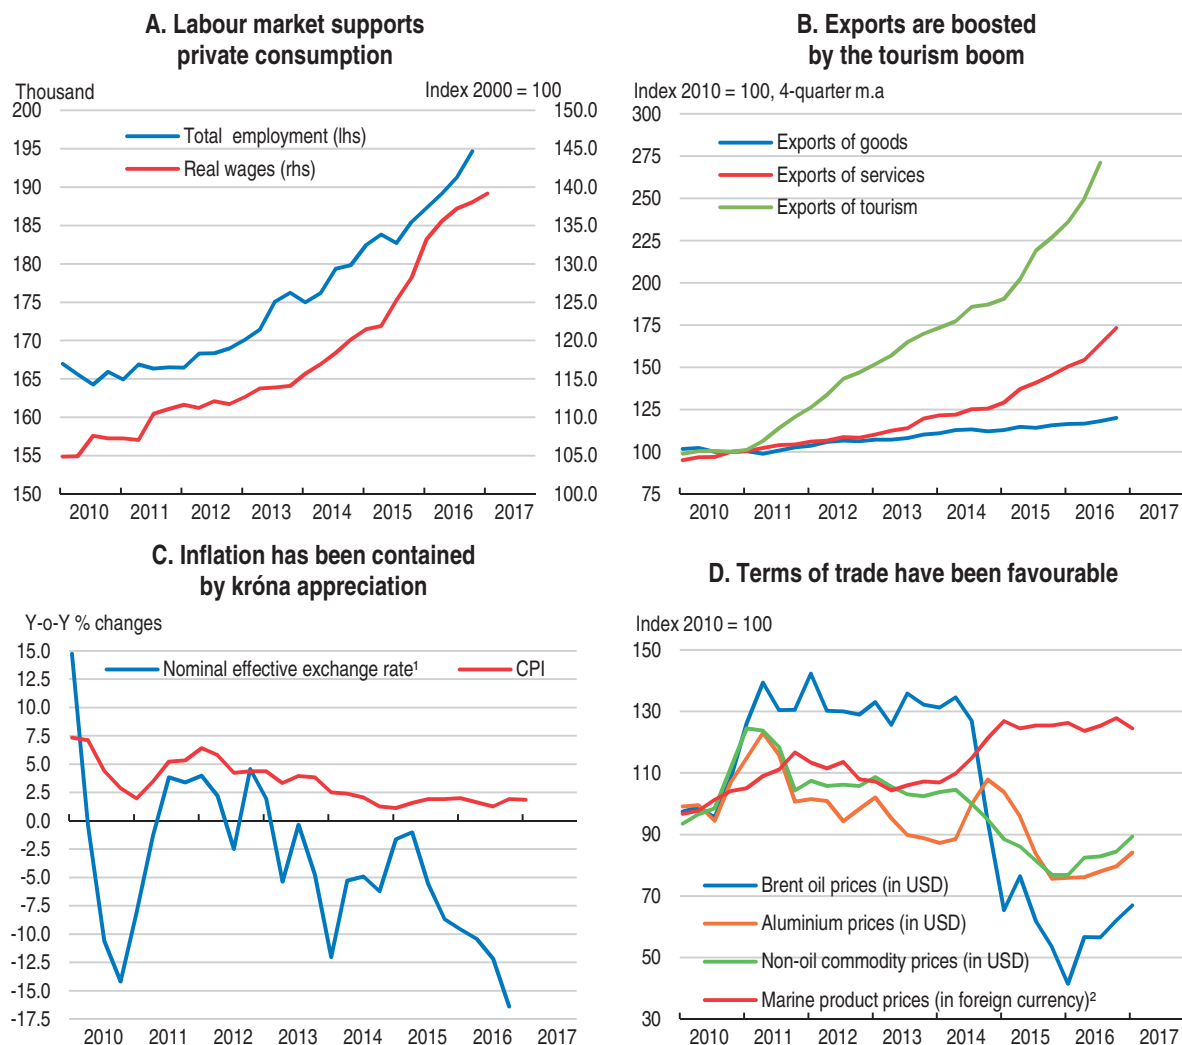 A. Labour market supports
private consumption
Thousand
Index 2000 = 100
200
195
190
185
180
175
170
165
160
155
150
150.0
145.0
140.0
135.0
130.0
125.0
120.0
115.0
110.0
105.0
100.0
Total employment (lhs)
Real wages (rhs)
2010 2011 2012 2013 2014 2015 2016 2017
B. Exports are boosted
by the tourism boom
Index 2010 = 100, 4-quarter m.a
300
275
250
225
200
175
150
125
100
75
Exports of goods
Exports of services
Exports of tourism
2010 2011 2012 2013 2014 2015 2016 2017
C. Inflation has been contained
by króna appreciation
Y-o-Y % changes
15.0
12.5
10.0
7.5
5.0
2.5
0.0
-2.5
-5.0
-7.5
-10.0
-12.5
-15.0
-17.5
Nominal effective exchange rate¹
CPI
2010 2011 2012 2013 2014 2015 2016 2017
D. Terms of trade have been favourable
Index 2010 = 100
150
130
110
90
70
50
30
Brent oil prices (in USD)
Aluminium prices (in USD)
Non-oil commodity prices (in USD)
Marine product prices (in foreign currency)²
2010 2011 2012 2013 2014 2015 2016 2017